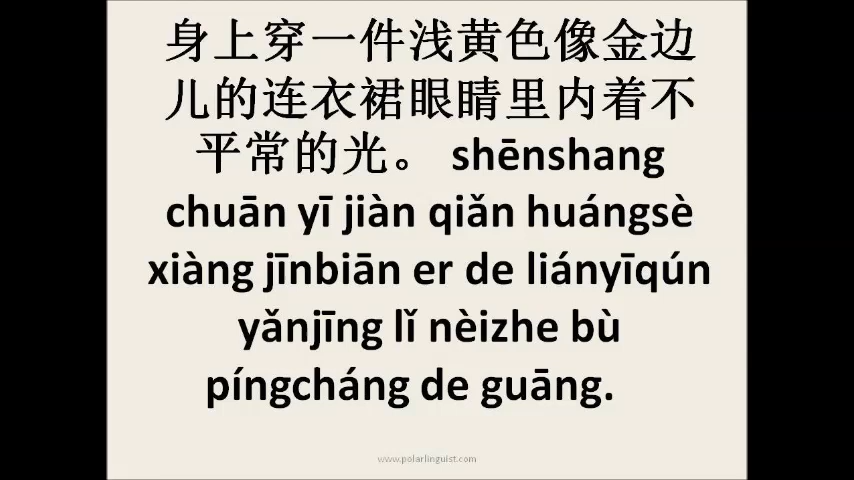 身上穿一件浅黄色像金边
儿的连衣裙眼睛里内着不
平常的光。 shēnshang
chuān yī jiàn qiǎn huángsè
xiàng jīnbiān er de liányīqún
yǎnjīng lǐ nèizhe bù
píngcháng de guāng.
www.polarlinguist.com